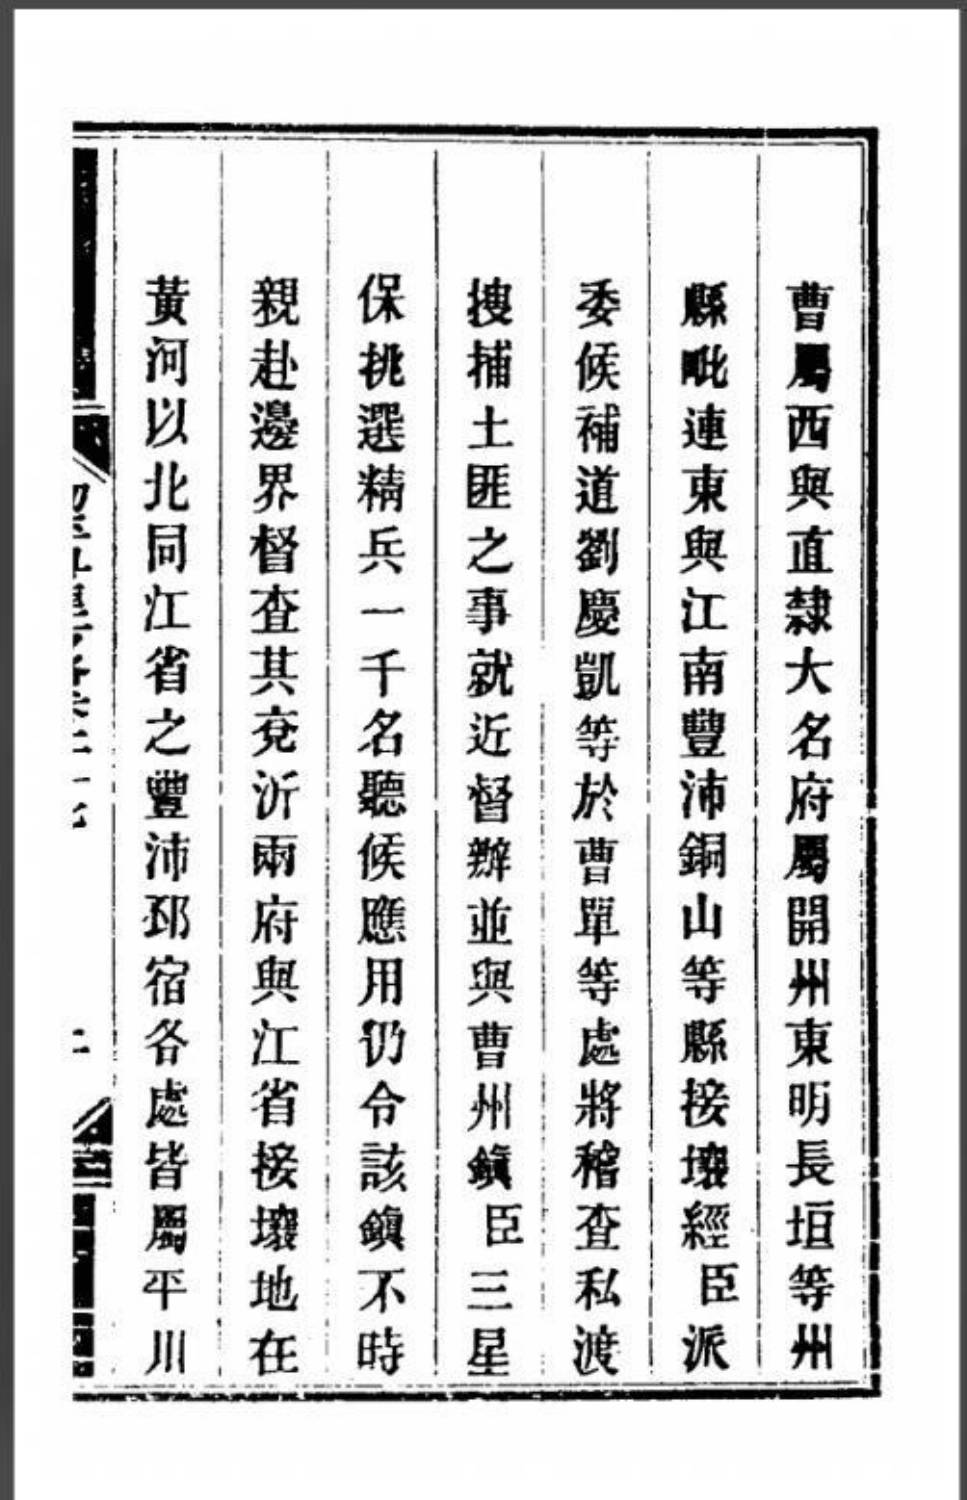 曹屬西與直隸大名府屬開州東明長垣等州
縣毗連東與江南豐沛銅山等縣接壤經臣派
委候補道劉慶凱等於曹單等處將稽查私渡
搜捕土匪之事就近督辦並與曹州鎮臣三星
保挑選精兵一千名聽候應用仍令該鎮不時
親赴邊界督查其兗沂兩府與江省接壤地在
黃河以北同江省之豐沛邳宿各處皆屬平川